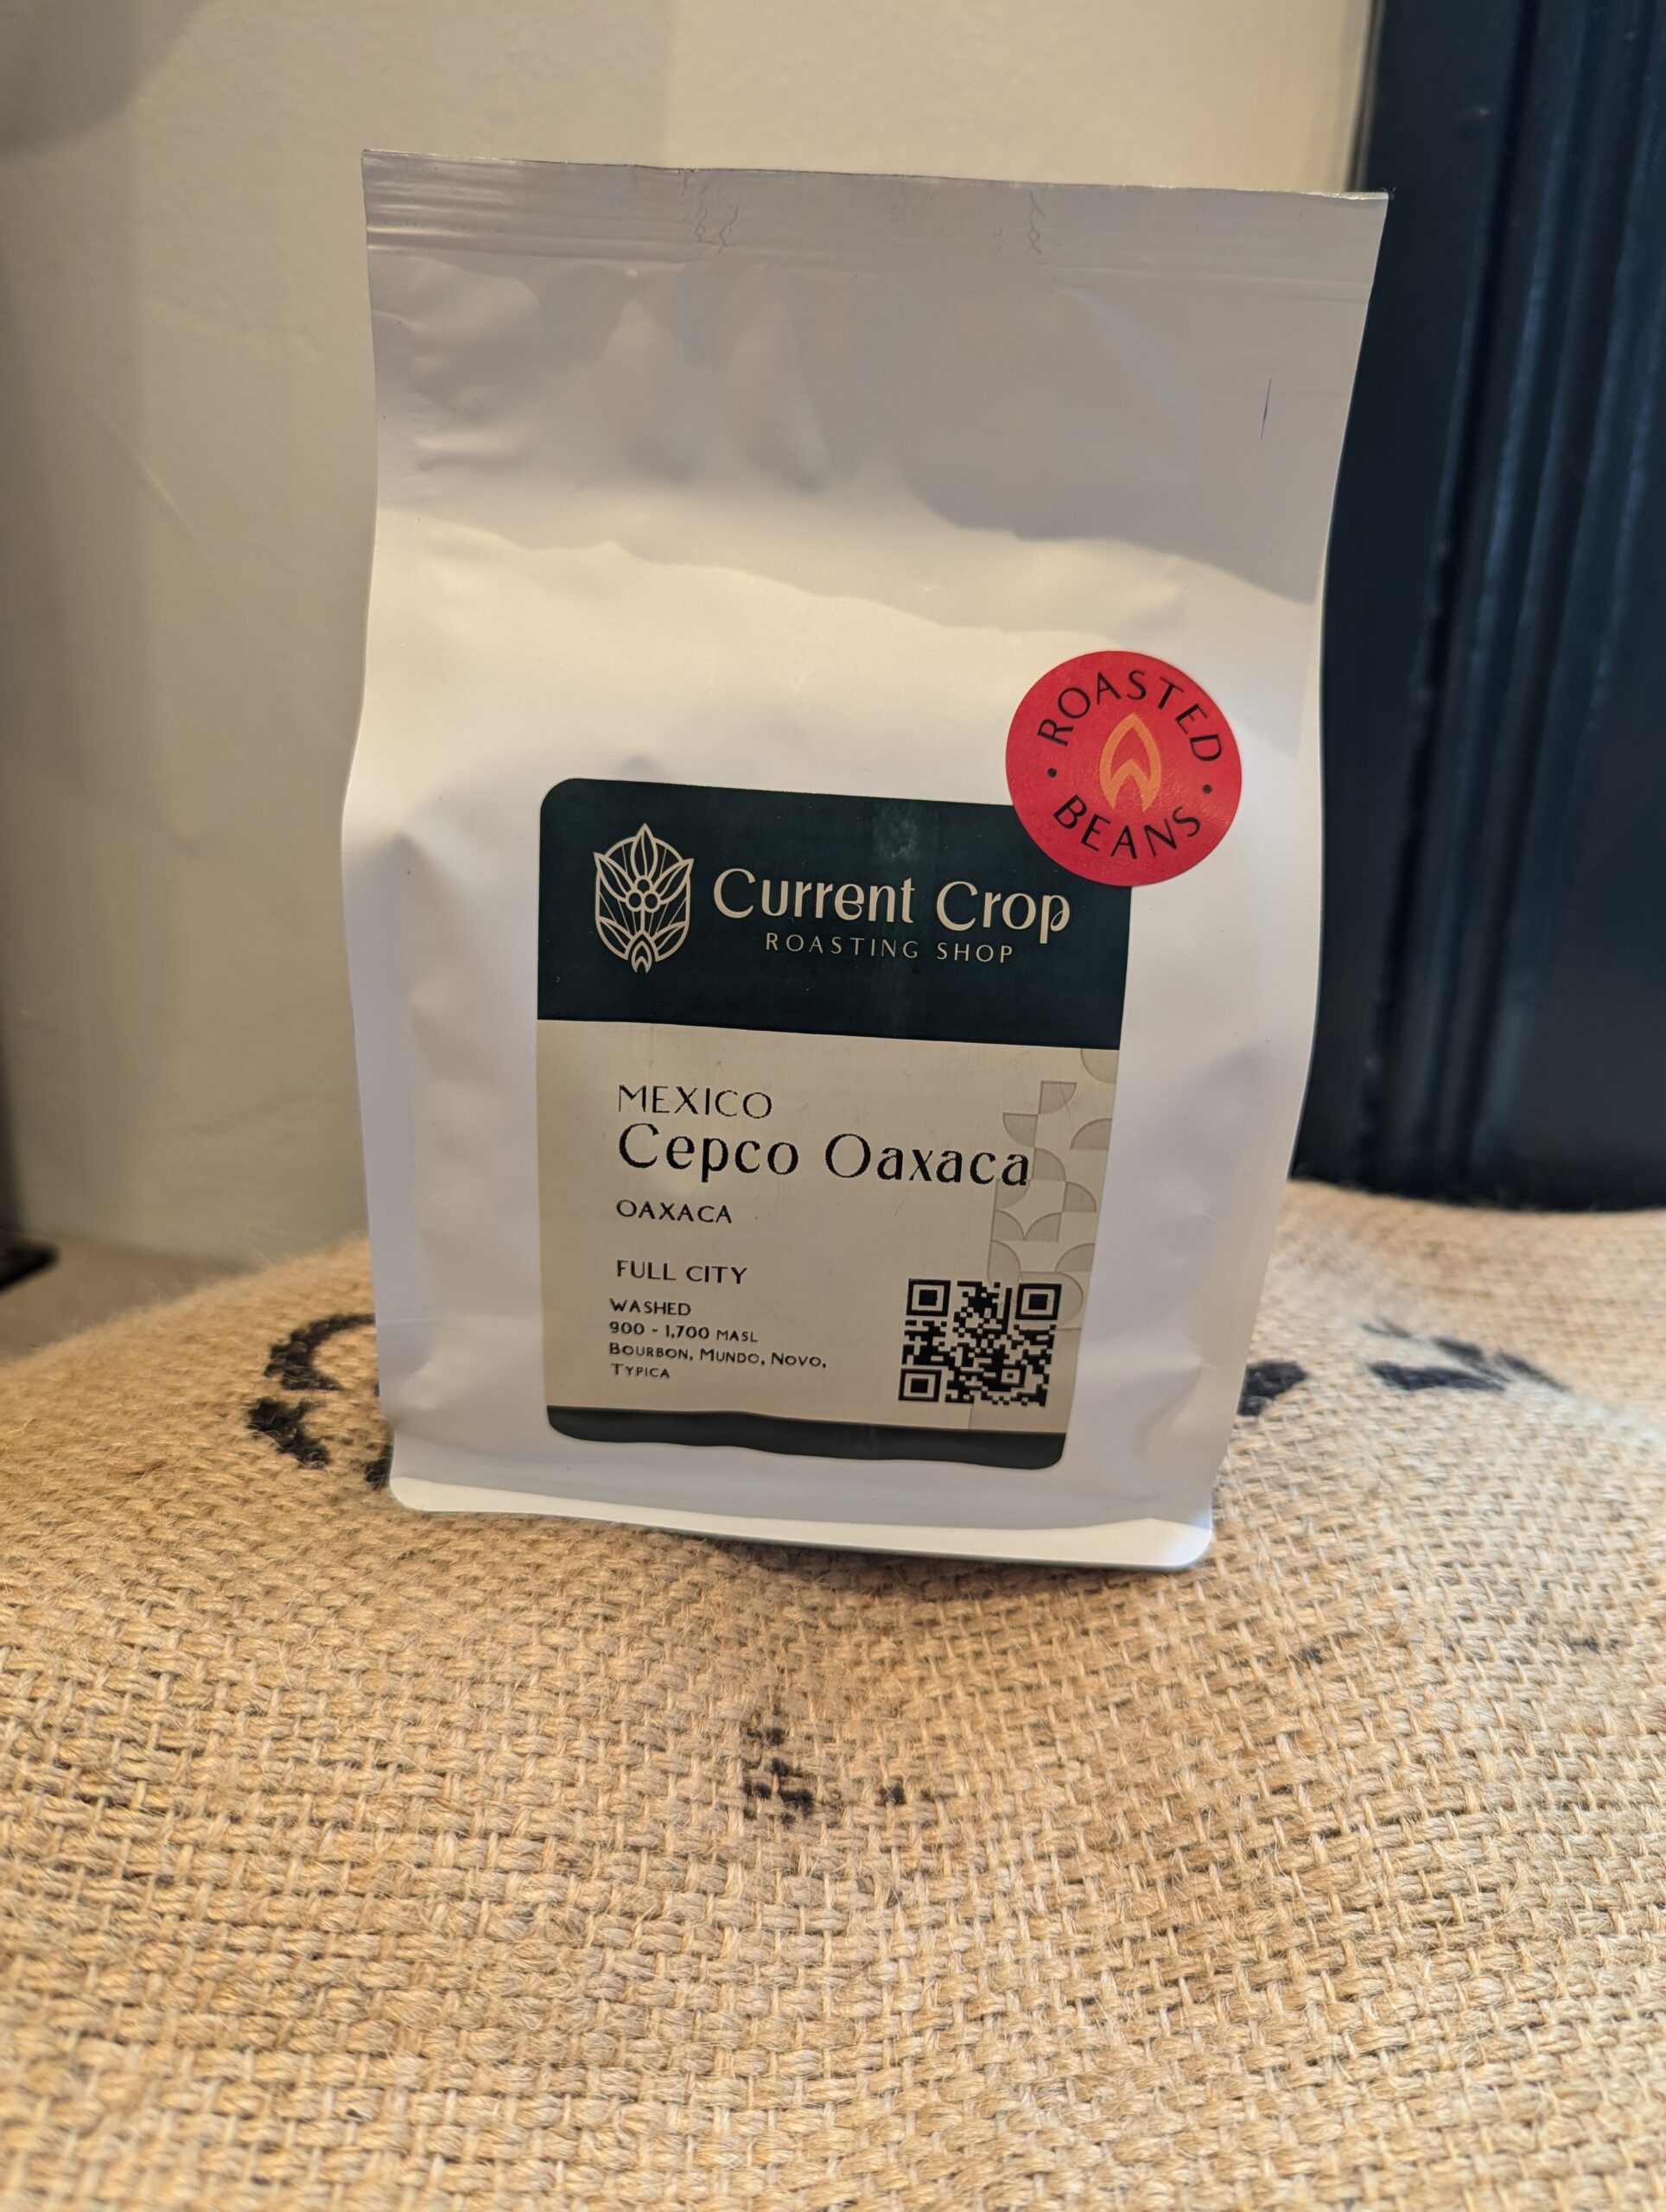 ROASTED
BEANS
Current Crop
ROASTING SHOP
MEXICO
Cepco Oaxaca
OAXACA
FULL CITY
WASHED
900 - 1,700 MASL
BOURBON, MUNDO, NOVO,
TYPICA